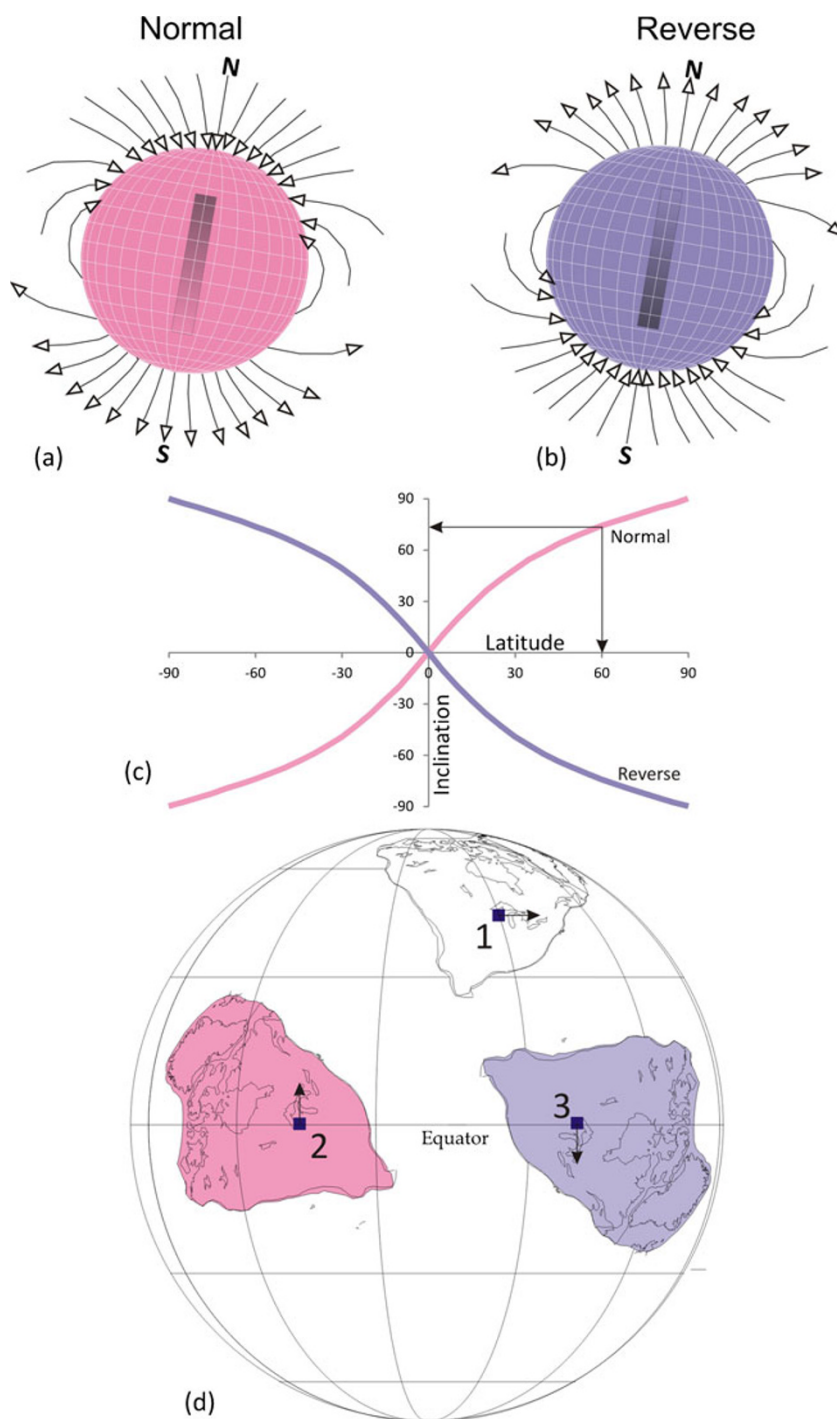 Normal
Reverse
N
N
S
S
(a)
(b)
90
60
30
0
-30
-60
-90
-90
-60
-30
0
30
60
90
Normal
Latitude
Inclination
Reverse
(c)
1
2
3
Equator
(d)